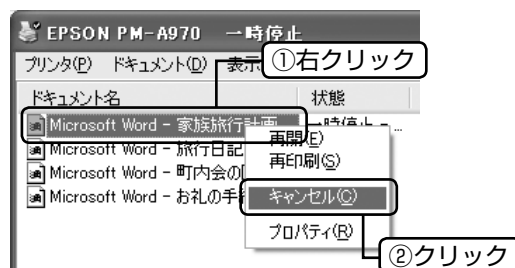 EPSON PM-A970 一時停止
プリンタ(P) ドキュメント(D) 表示
①右クリック
ドキュメント名 状態
Microsoft Word - 家族旅行計画 一時停止 - ...
Microsoft Word - 旅行日記
Microsoft Word - 町内会の
Microsoft Word - お礼の手
再開(E)
再印刷(S)
キャンセル(C)
プロパティ(R)
②クリック